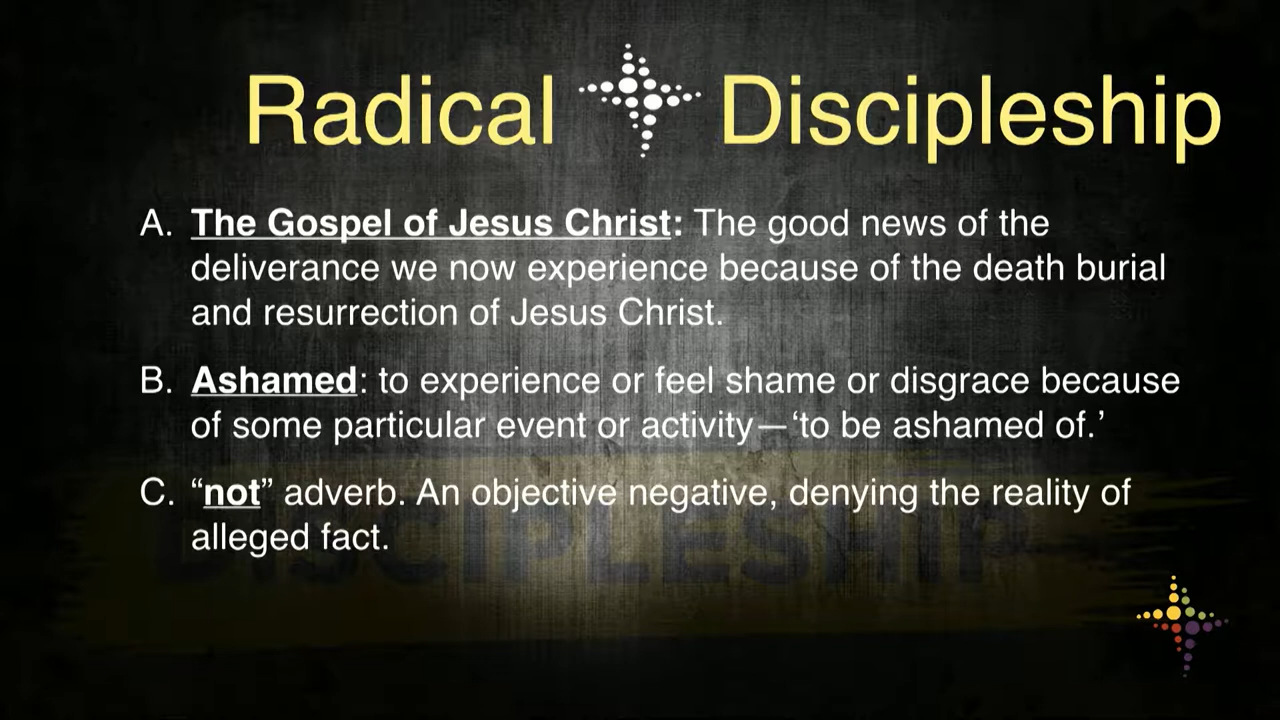 Radical Discipleship
A. The Gospel of Jesus Christ: The good news of the
deliverance we now experience because of the death burial
and resurrection of Jesus Christ.
B. Ashamed: to experience or feel shame or disgrace because
of some particular event or activity—‘to be ashamed of.’
C. “not” adverb. An objective negative, denying the reality of
alleged fact.
DISCIPLESHIP